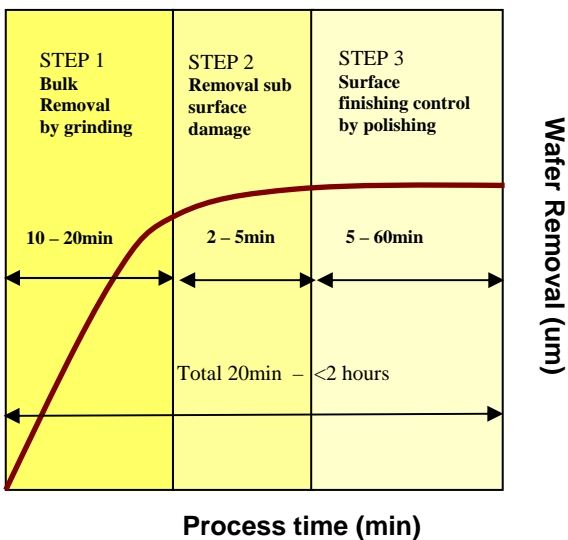 STEP 1
Bulk
Removal
by grinding
STEP 2
Removal sub
surface
damage
STEP 3
Surface
finishing control
by polishing
10 – 20min
2 – 5min
5 – 60min
Total 20min – <2 hours
Wafer Removal (um)
Process time (min)